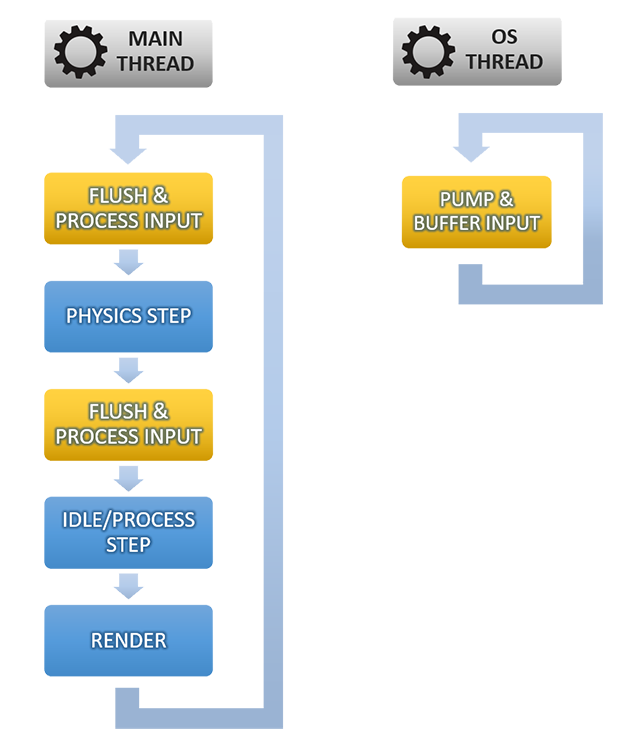 MAIN
THREAD
FLUSH &
PROCESS INPUT
PHYSICS STEP
FLUSH &
PROCESS INPUT
IDLE/PROCESS
STEP
RENDER
OS
THREAD
PUMP &
BUFFER INPUT